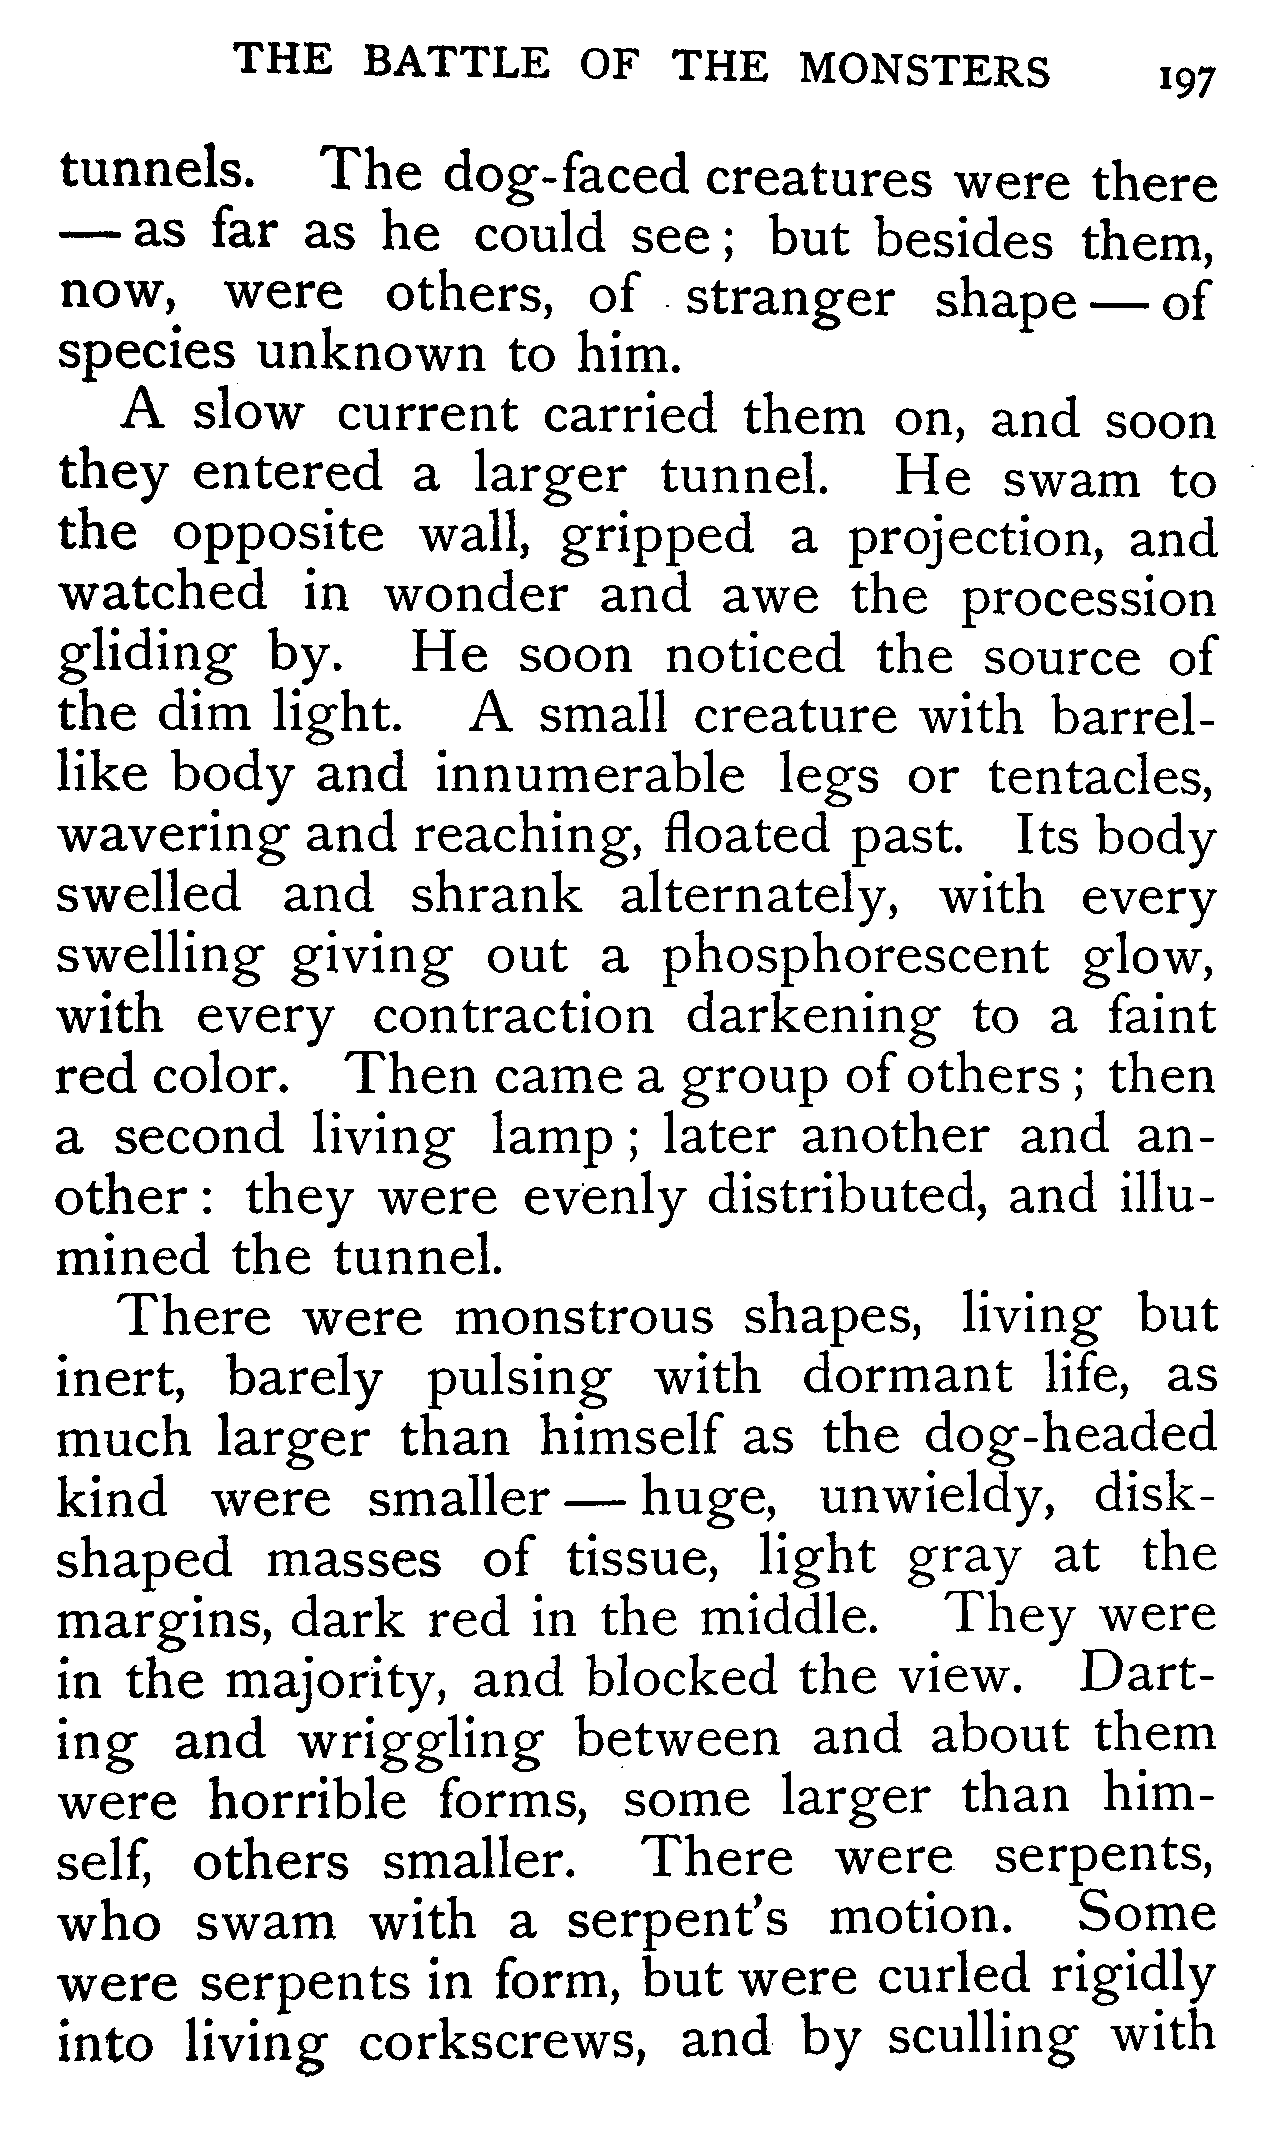 THE BATTLE OF THE MONSTERS 197
tunnels. The dog-faced creatures were there
— as far as he could see; but besides them,
now, were others, of stranger shape — of
species unknown to him.
A slow current carried them on, and soon
they entered a larger tunnel. He swam to
the opposite wall, gripped a projection, and
watched in wonder and awe the procession
gliding by. He soon noticed the source of
the dim light. A small creature with barrel-
like body and innumerable legs or tentacles,
wavering and reaching, floated past. Its body
swelled and shrank alternately, with every
swelling giving out a phosphorescent glow,
with every contraction darkening to a faint
red color. Then came a group of others; then
a second living lamp; later another and an-
other: they were evenly distributed, and illu-
mined the tunnel.
There were monstrous shapes, living but
inert, barely pulsing with dormant life, as
much larger than himself as the dog-headed
kind were smaller — huge, unwieldy, disk-
shaped masses of tissue, light gray at the
margins, dark red in the middle. They were
in the majority, and blocked the view. Dart-
ing and wriggling between and about them
were horrible forms, some larger than him-
self, others smaller. There were serpents,
who swam with a serpent's motion. Some
were serpents in form, but were curled rigidly
into living corkscrews, and by sculling with